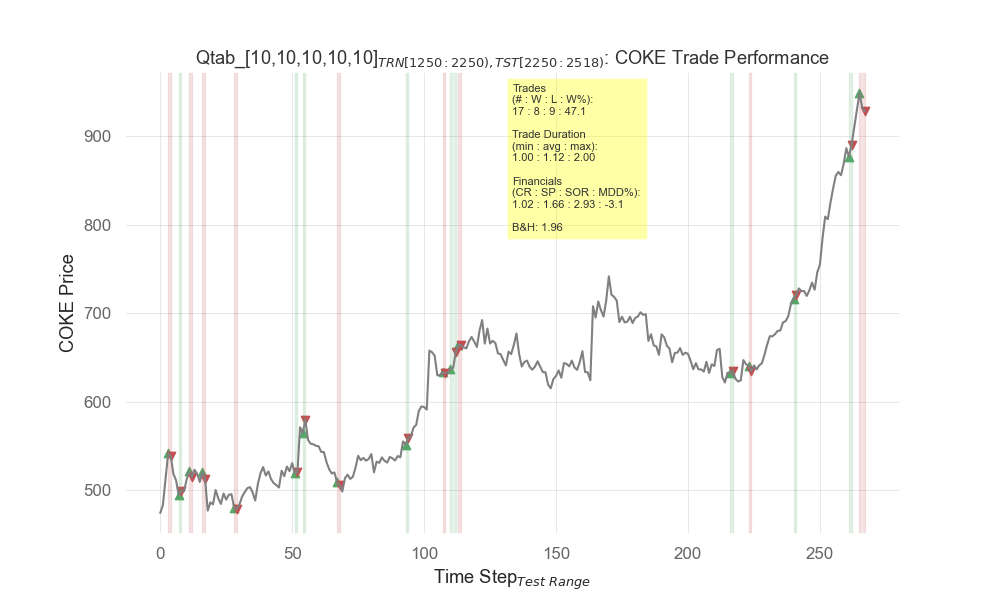 Qtab_[10,10,10,10,10]TRN[1250:2250),TST[2250:2518): COKE Trade Performance
Trades
(# : W : L : W%):
17 : 8 : 9 : 47.1
Trade Duration
(min : avg : max):
1.00 : 1.12 : 2.00
Financials
(CR : SP : SOR : MDD%):
1.02 : 1.66 : 2.93 : -3.1
B&H: 1.96
900
800
700
600
500
COKE Price
0 50 100 150 200 250
Time StepTest Range